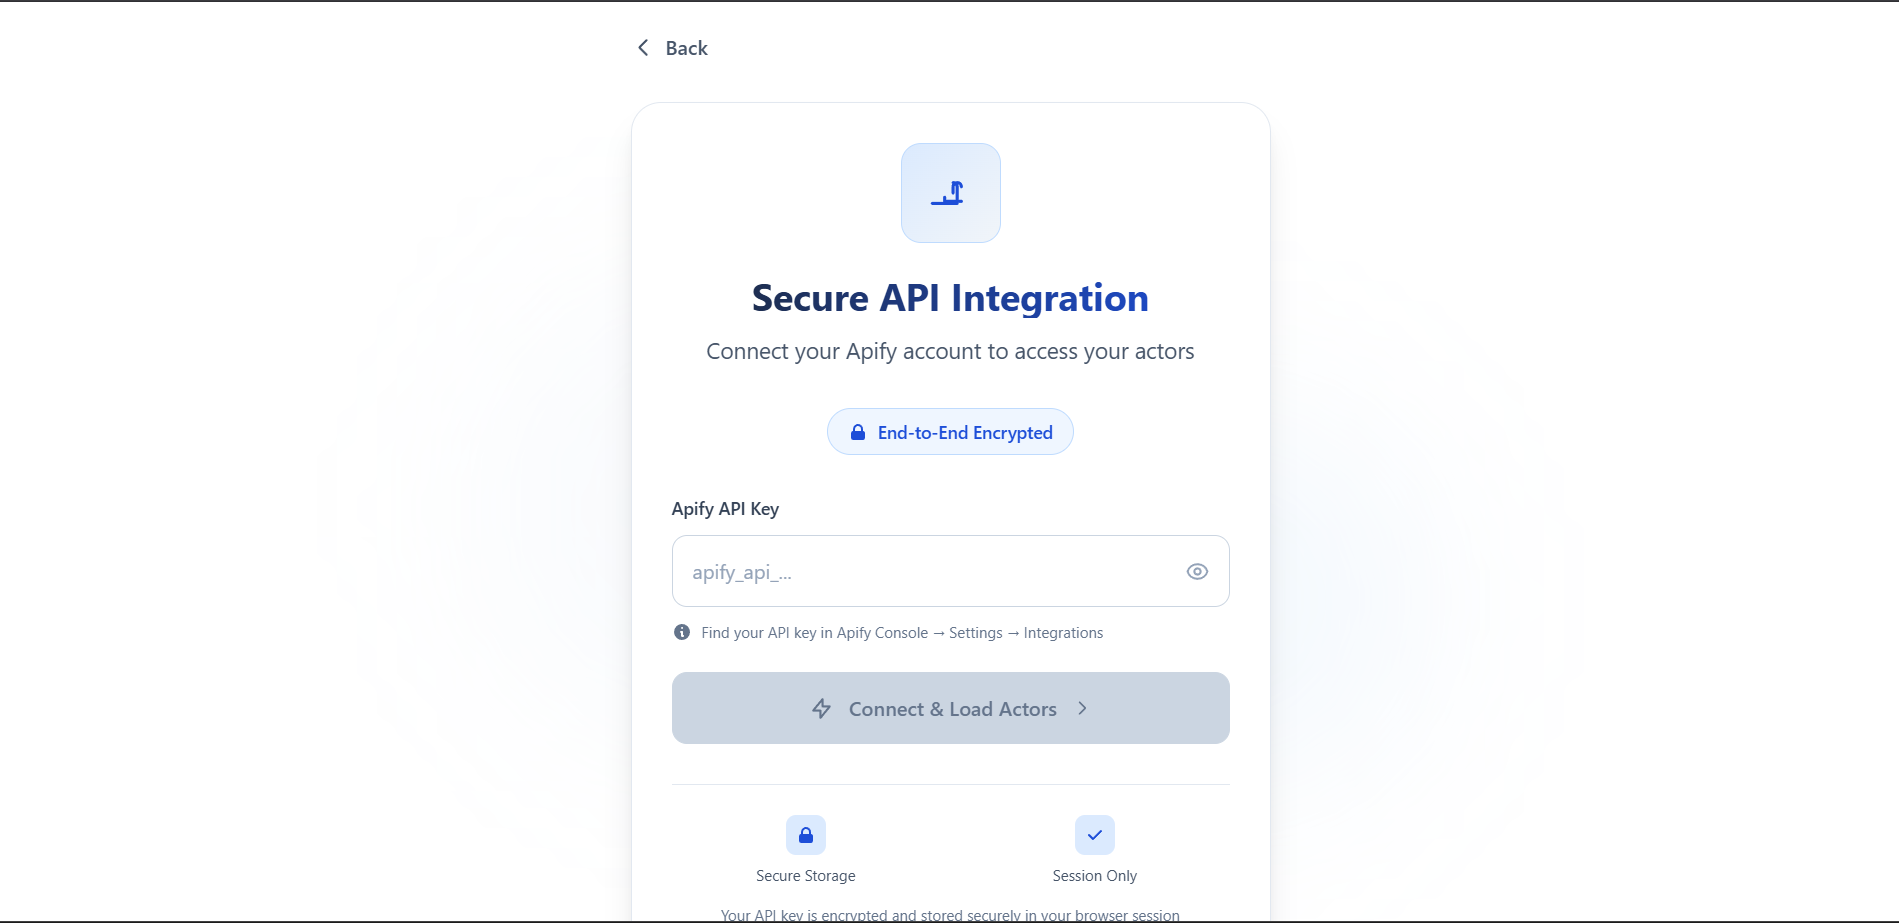 Back
Secure API Integration
Connect your Apify account to access your actors
End-to-End Encrypted
Apify API Key
apify_api_...
Find your API key in Apify Console → Settings → Integrations
Connect & Load Actors
Secure Storage
Session Only
Your API key is encrypted and stored securely in your browser session